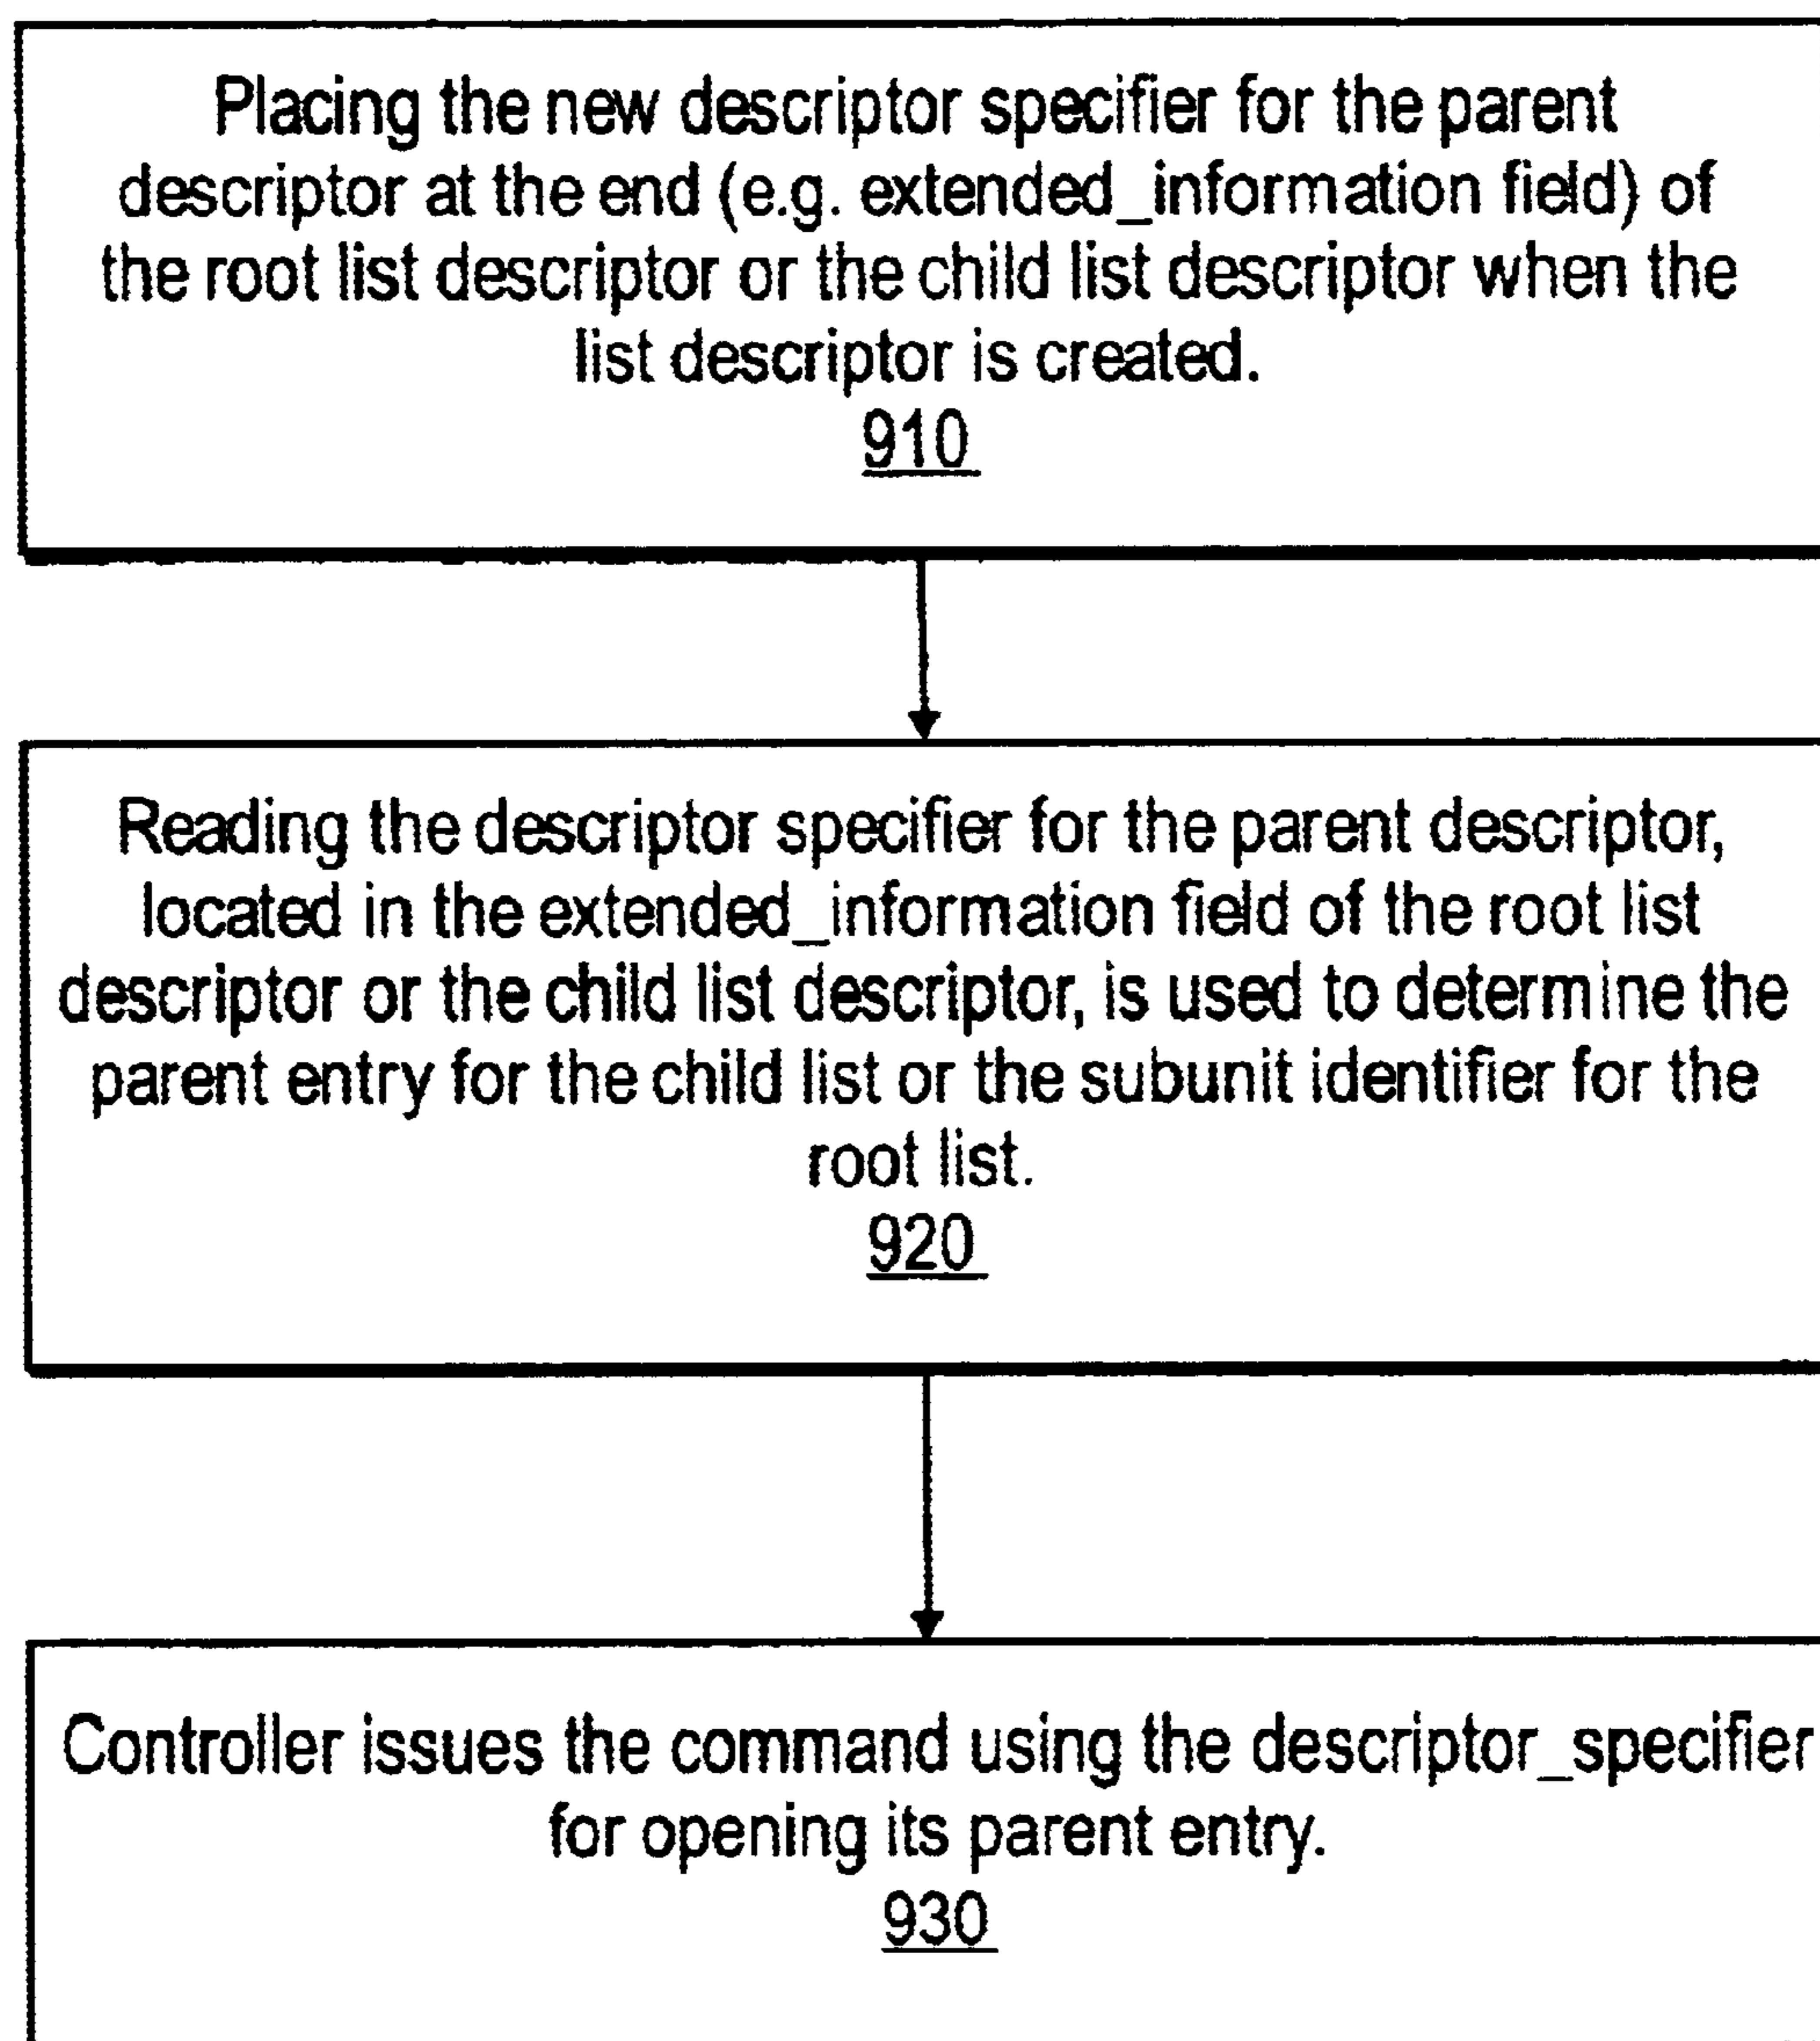 Placing the new descriptor specifier for the parent
descriptor at the end (e.g. extended_information field) of
the root list descriptor or the child list descriptor when the
list descriptor is created.
910
Reading the descriptor specifier for the parent descriptor,
located in the extended_information field of the root list
descriptor or the child list descriptor, is used to determine the
parent entry for the child list or the subunit identifier for the
root list.
920
Controller issues the command using the descriptor_specifier
for opening its parent entry.
930